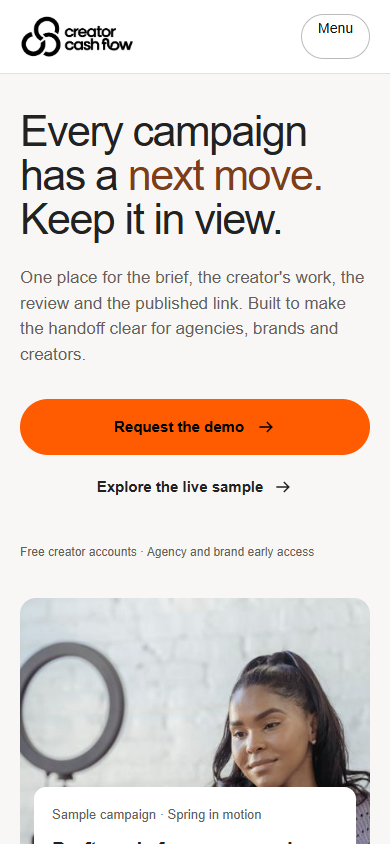 creator
cash flow
Menu
Every campaign
has a next move.
Keep it in view.
One place for the brief, the creator's work, the
review and the published link. Built to make
the handoff clear for agencies, brands and
creators.
Request the demo →
Explore the live sample →
Free creator accounts · Agency and brand early access
Sample campaign · Spring in motion